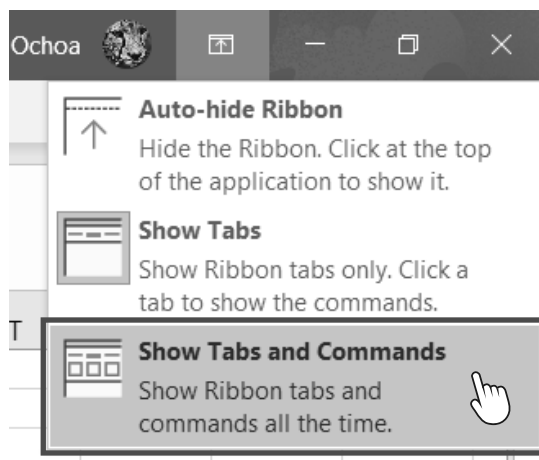 Ochoa
Auto-hide Ribbon
Hide the Ribbon. Click at the top
of the application to show it.
Show Tabs
Show Ribbon tabs only. Click a
tab to show the commands.
T
Show Tabs and Commands
Show Ribbon tabs and
commands all the time.